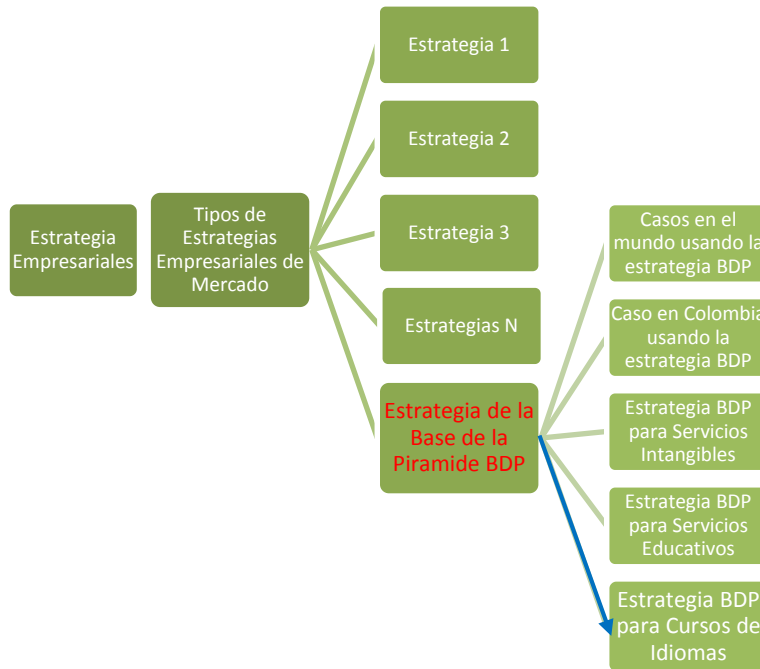 Estrategia
Empresariales
Tipos de
Estrategias
Empresariales de
Mercado
Estrategia 1
Estrategia 2
Estrategia 3
Estrategias N
Estrategia de la
Base de la
Piramide BDP
Casos en el
mundo usando la
estrategia BDP
Caso en Colombia
usando la
estrategia BDP
Estrategia BDP
para Servicios
Intangibles
Estrategia BDP
para Servicios
Educativos
Estrategia BDP
para Cursos de
Idiomas